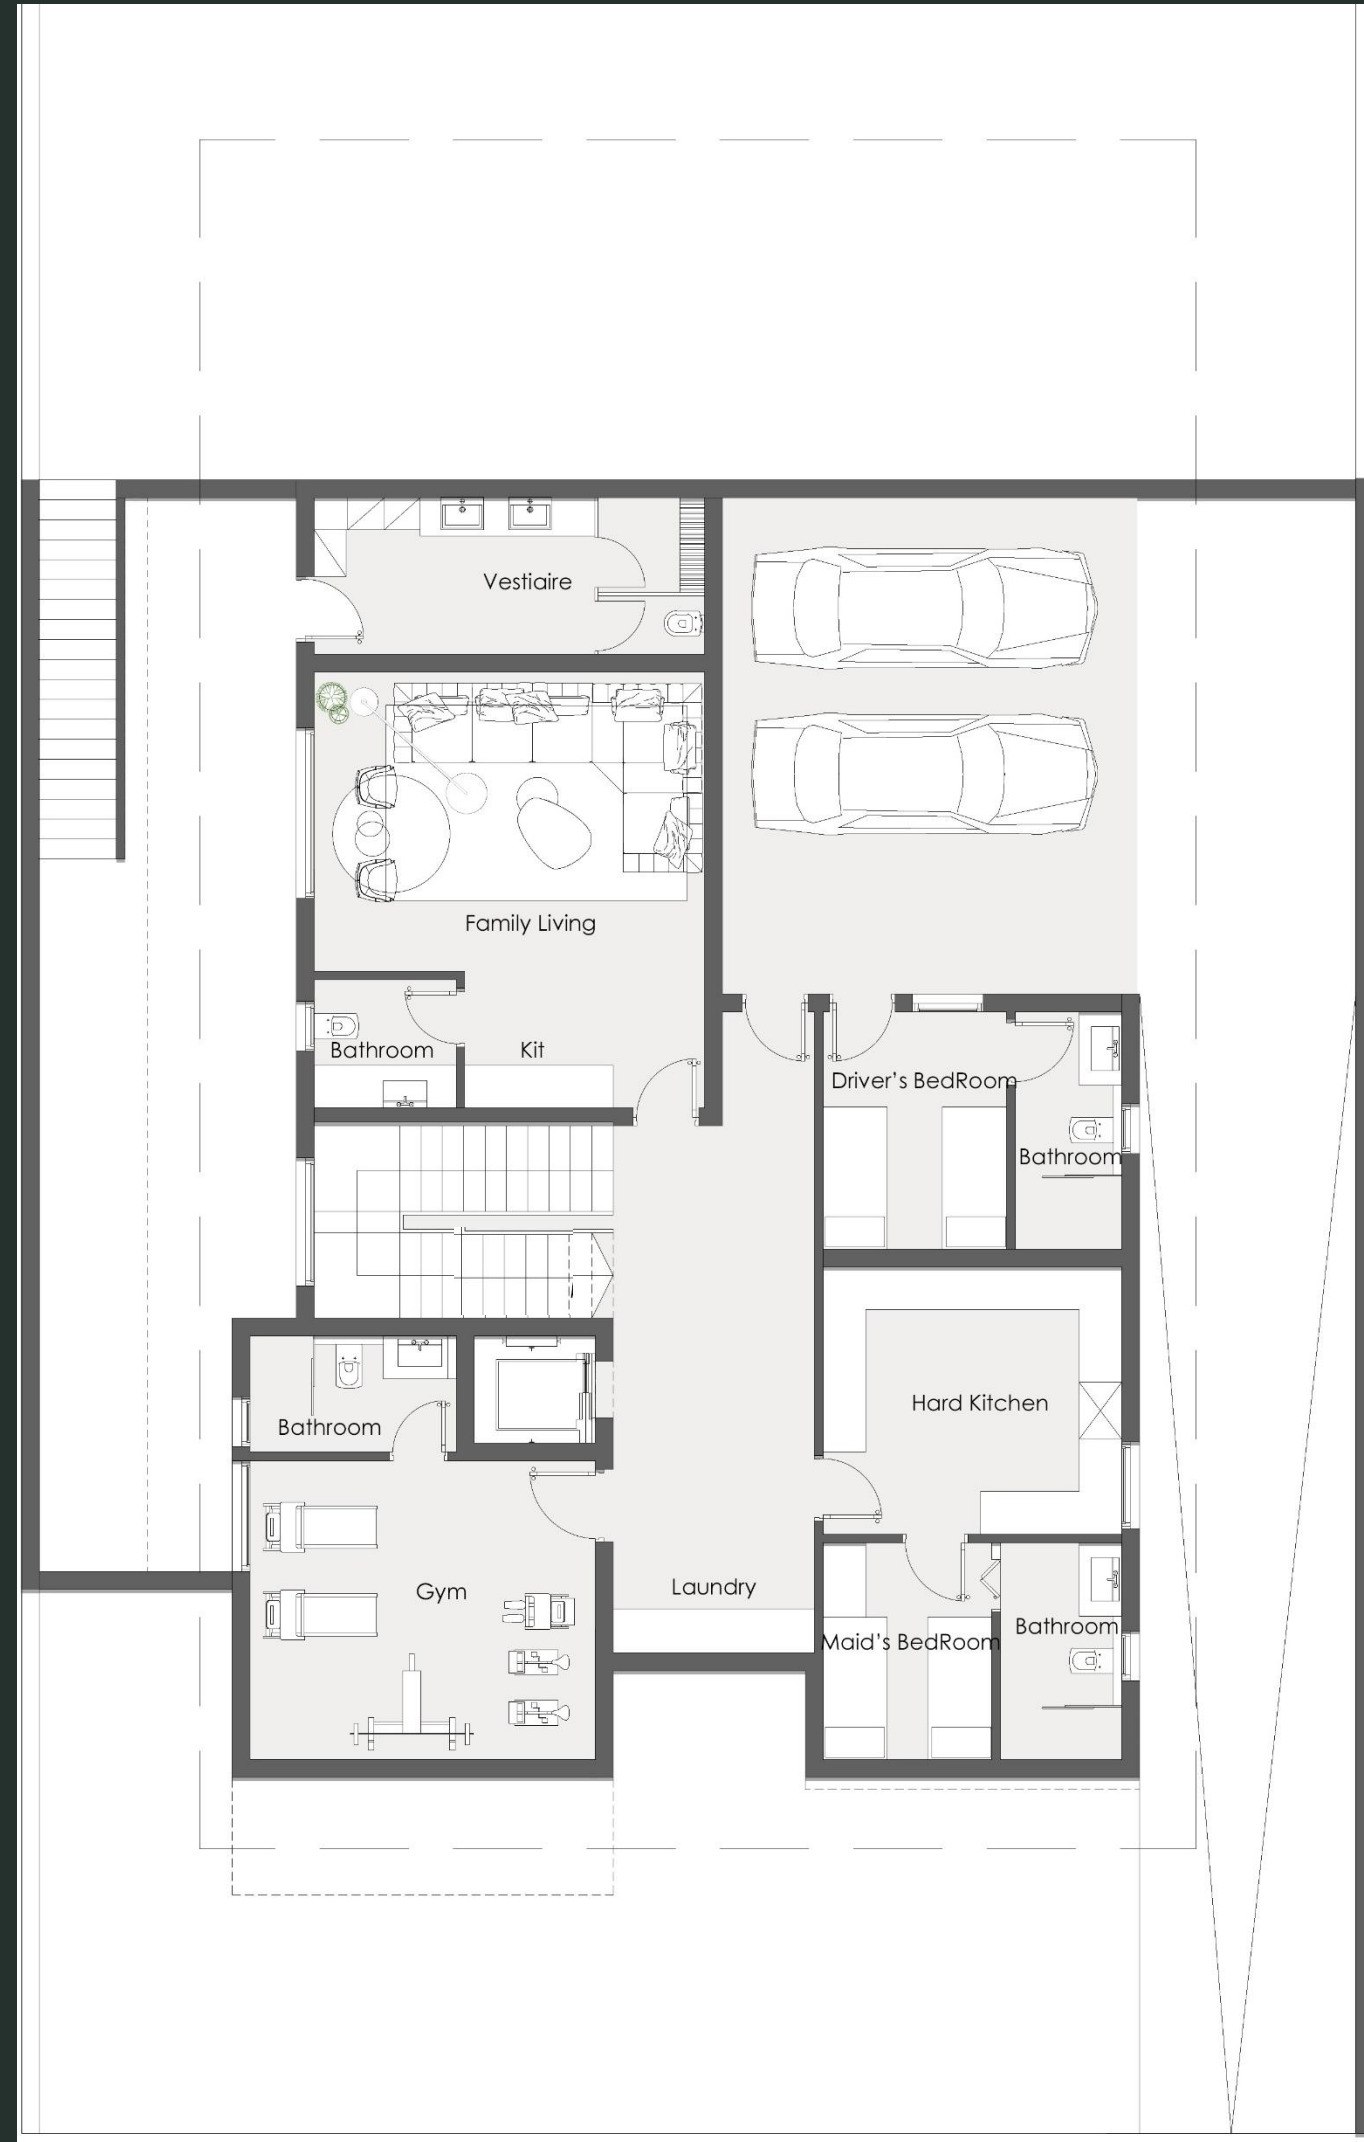 Vestiaire
Family Living
Bathroom
Kit
Driver's BedRoom
Bathroom
Hard Kitchen
Bathroom
Gym
Laundry
Maid's BedRoom
Bathroom